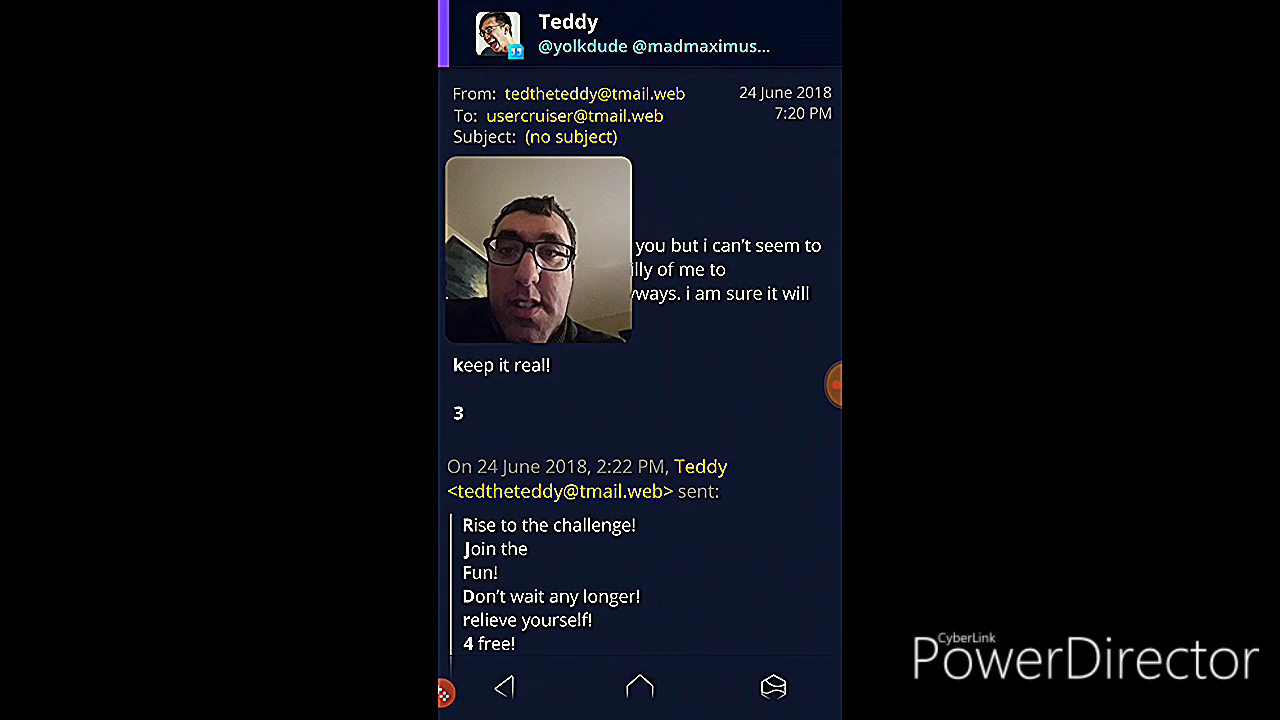 Teddy
@yolkdude @madmaximus...
From: tedtheteddy@tmail.web
24 June 2018
To: usercruiser@tmail.web
7:20 PM
Subject: (no subject)
you but i can't seem to
of me to
i am sure it will
keep it real!
3
On 24 June 2018, 2:22 PM, Teddy
<tedtheteddy@tmail.web> sent:
Rise to the challenge!
Join the
Fun!
Don't wait any longer!
relieve yourself!
4 free!
CyberLink
PowerDirector